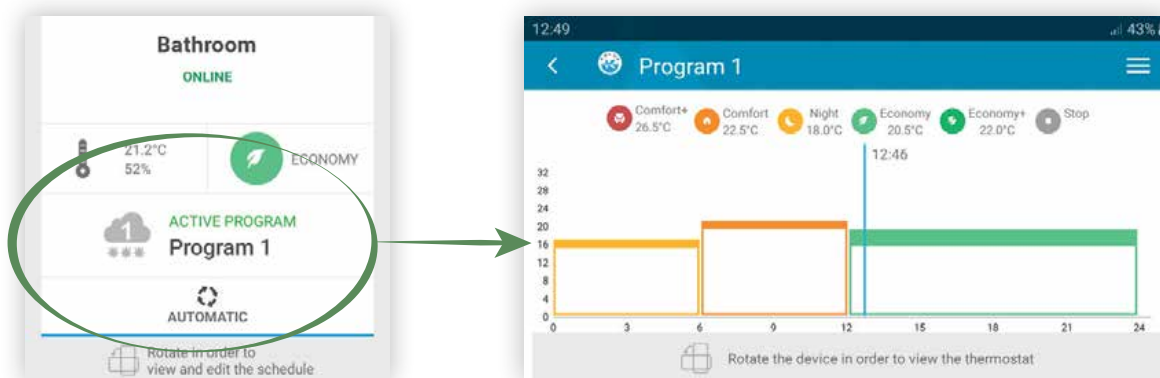 Bathroom
ONLINE
21.2°C
52%
ECONOMY
1
ACTIVE PROGRAM
Program 1
AUTOMATIC
Rotate in order to
view and edit the schedule
12:49
43%
Program 1
Comfort+
26.5°C
Comfort
22.5°C
Night
18.0°C
Economy
20.5°C
Economy+
22.0°C
Stop
12:46
32
28
24
20
16
12
8
4
0
0 3 6 9 12 15 18 21 24
Rotate the device in order to view the thermostat